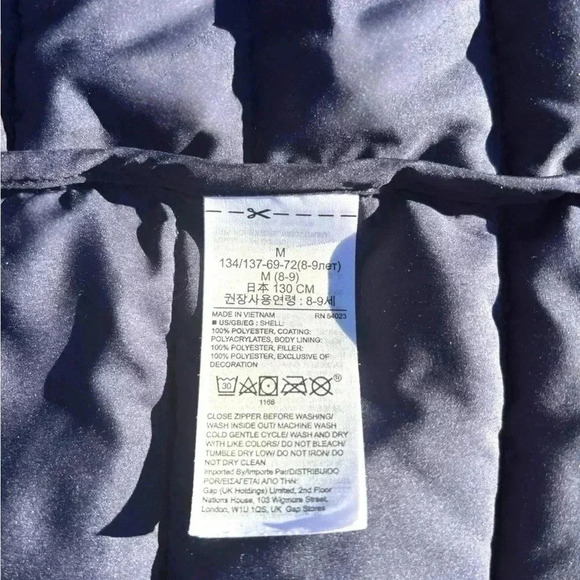 M
134/137-69-72(8-9лет)
M (8-9)
日本 130 CM
권장사용연령 : 8-9세
MADE IN VIETNAM RN 54023
■ US/GB/EG : SHELL:
100% POLYESTER, COATING:
POLYACRYLATES, BODY LINING:
100% POLYESTER, FILLER:
100% POLYESTER, EXCLUSIVE OF
DECORATION
30
1168
CLOSE ZIPPER BEFORE WASHING/
WASH INSIDE OUT/ MACHINE WASH
COLD GENTLE CYCLE/ WASH AND DRY
WITH LIKE COLORS/ DO NOT BLEACH/
TUMBLE DRY LOW/ DO NOT IRON/ DO
NOT DRY CLEAN
Imported By/Importe Par/DISTRIBUIDO
POR/ΕΙΣΑΓΕΤΑΙ ΑΠΟ ΤΗΝ:
Gap (UK Holdings) Limited, 2nd Floor
Nations House, 103 Wigmore Street,
London, W1U 1QS, UK Gap Stores